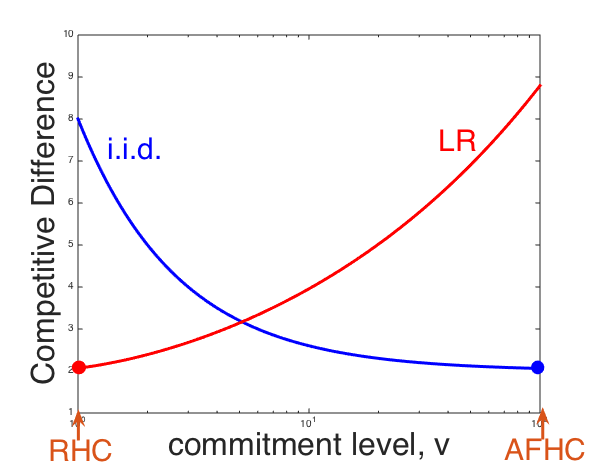 10
9
8
7
6
5
4
3
2
1
Competitive Difference
i.i.d.
LR
10¹
commitment level, v
RHC
AFHC